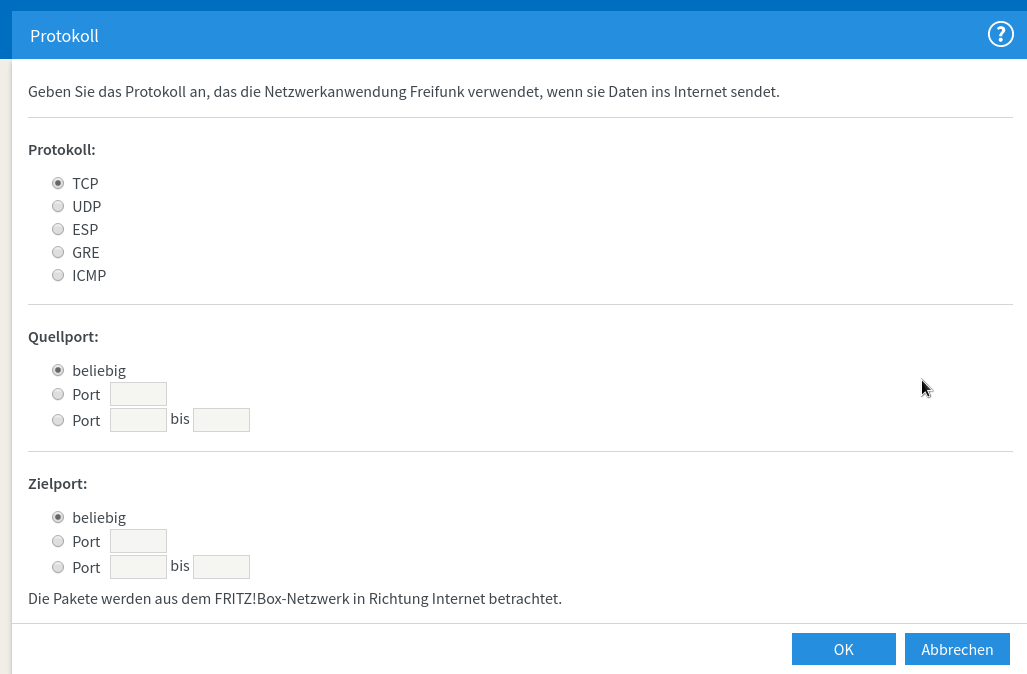 Protokoll
?
Geben Sie das Protokoll an, das die Netzwerkanwendung Freifunk verwendet, wenn sie Daten ins Internet sendet.
Protokoll:
TCP
UDP
ESP
GRE
ICMP
Quellport:
beliebig
Port
Port bis
Zielport:
beliebig
Port
Port bis
Die Pakete werden aus dem FRITZ!Box-Netzwerk in Richtung Internet betrachtet.
OK Abbrechen